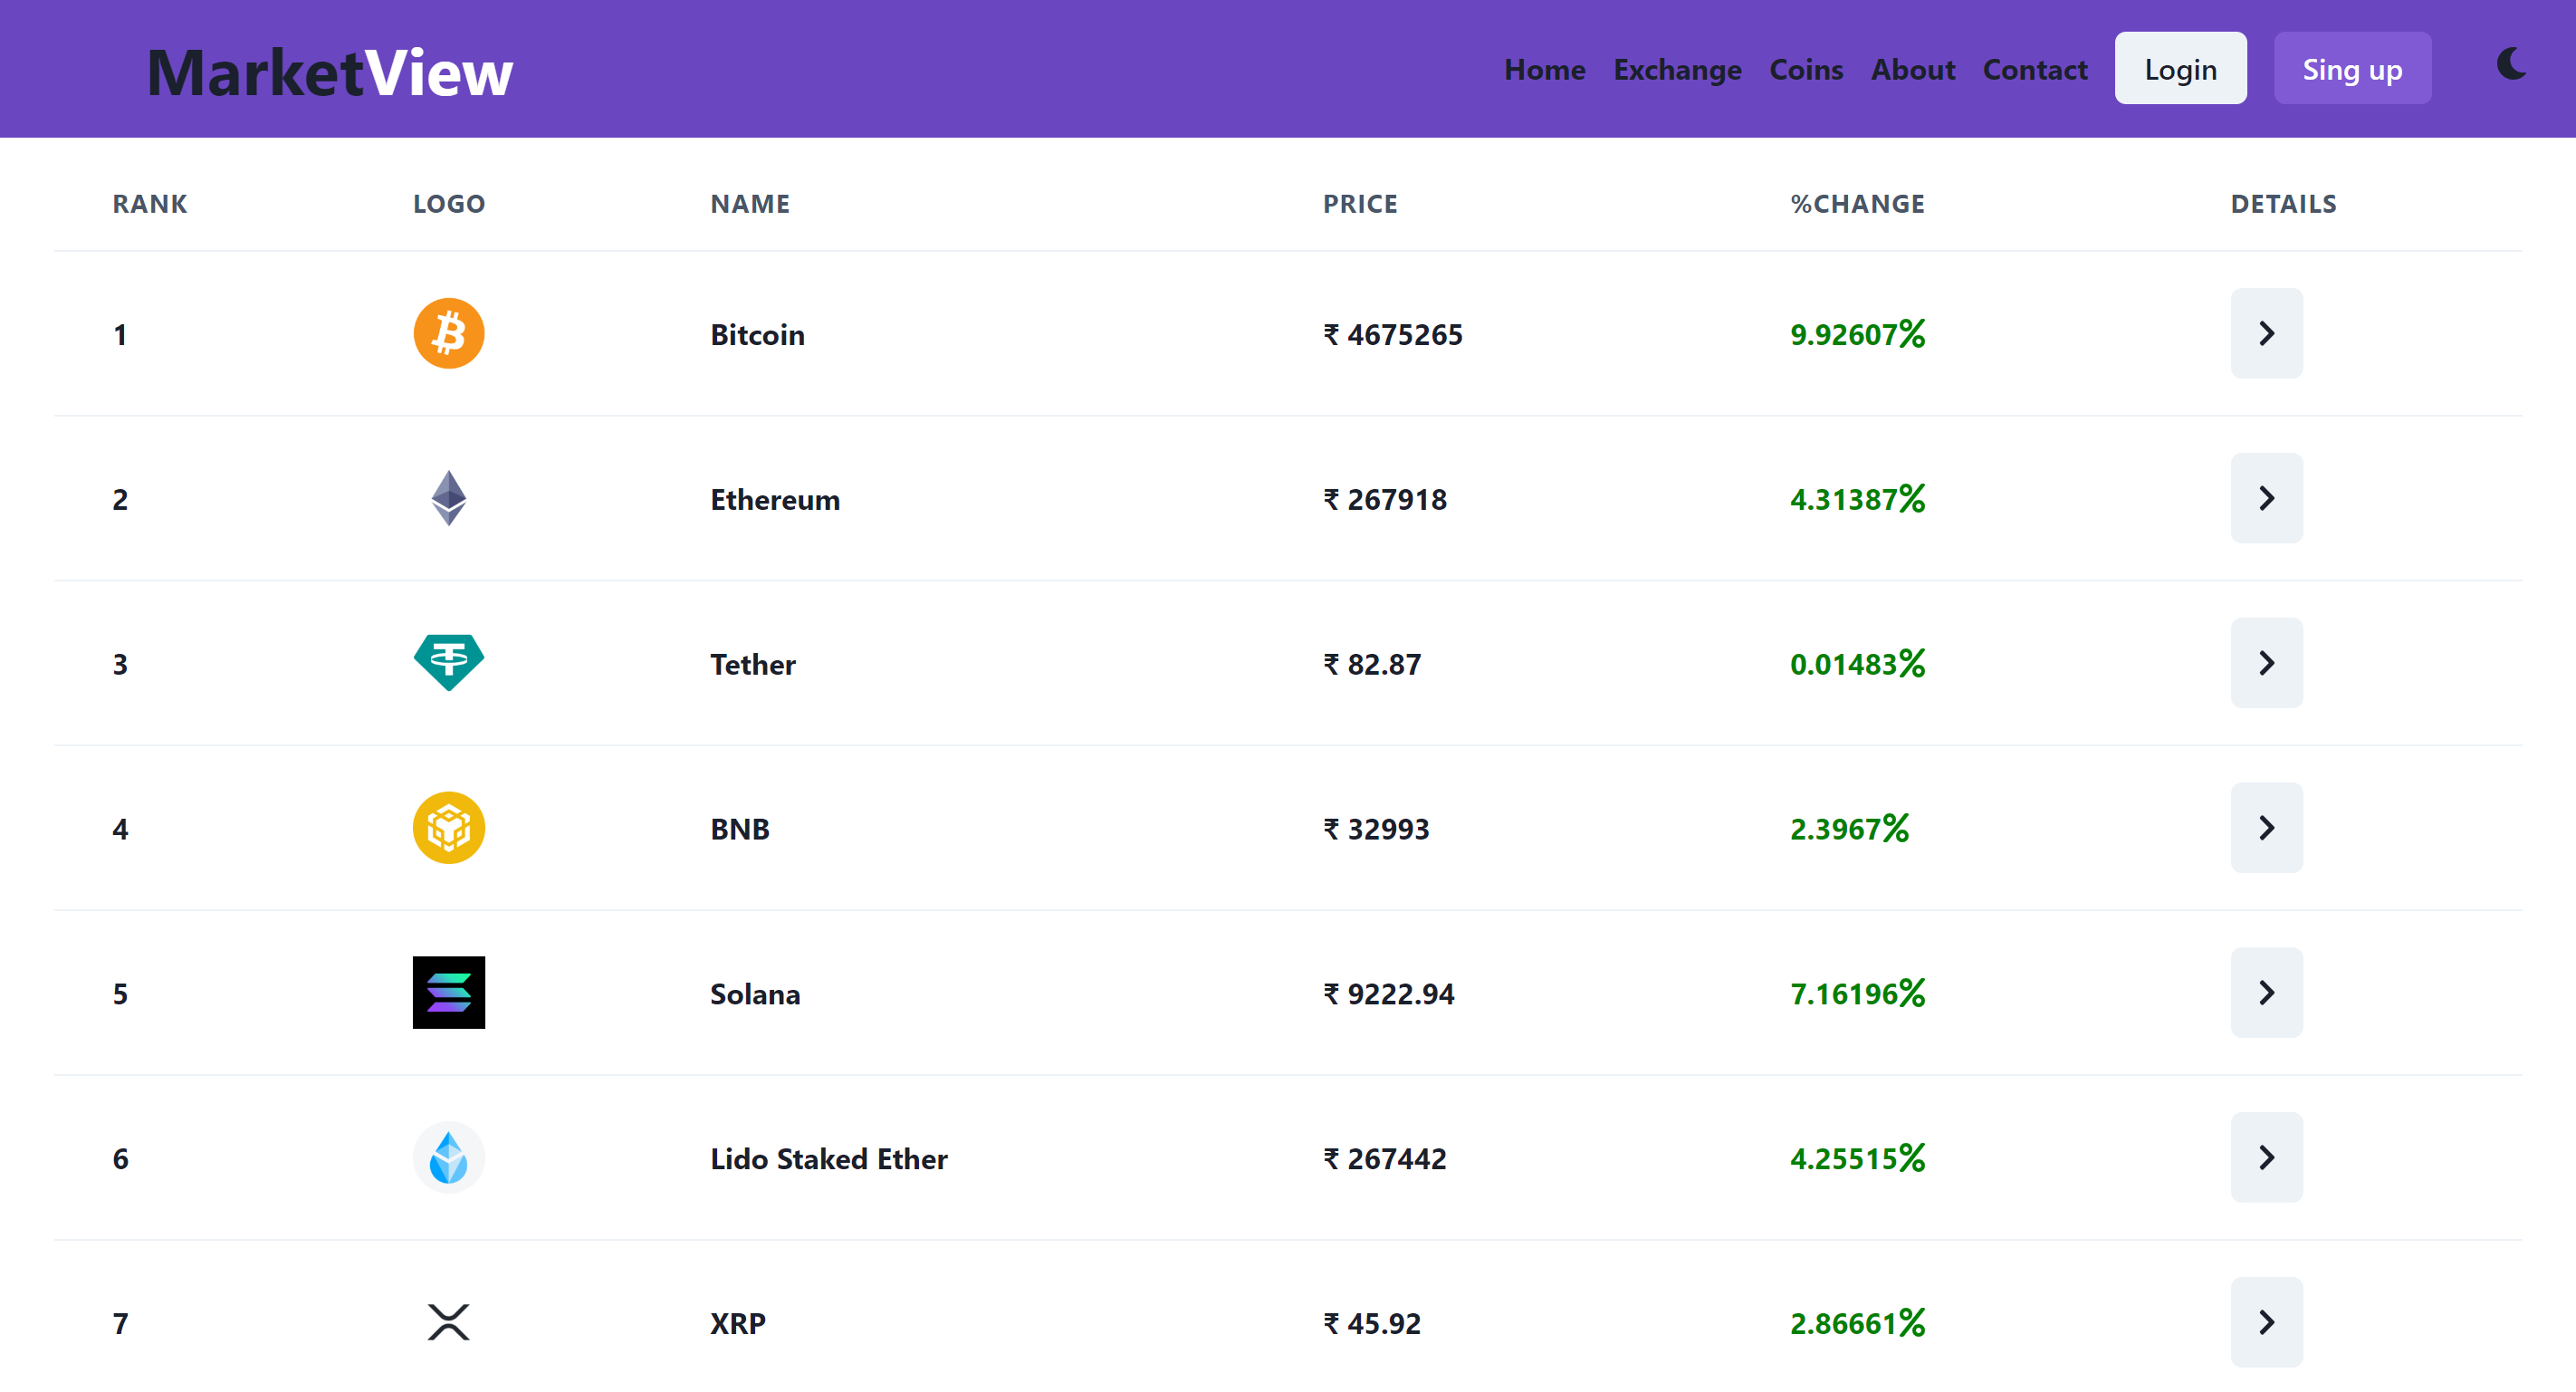 MarketView Home Exchange Coins About Contact Login Sing up
RANK LOGO NAME PRICE %CHANGE DETAILS
1 Bitcoin ₹ 4675265 9.92607%
2 Ethereum ₹ 267918 4.31387%
3 Tether ₹ 82.87 0.01483%
4 BNB ₹ 32993 2.3967%
5 Solana ₹ 9222.94 7.16196%
6 Lido Staked Ether ₹ 267442 4.25515%
7 XRP ₹ 45.92 2.86661%